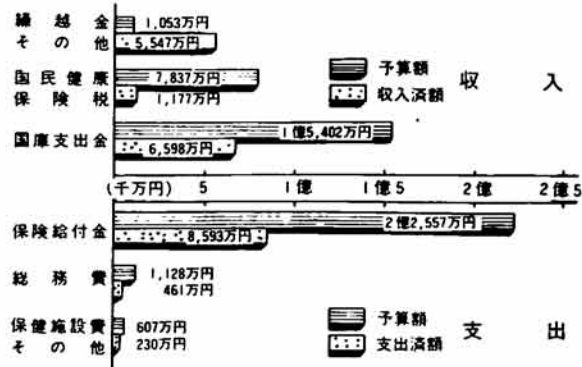 繰越金 1,053万円
その他 5,547万円
国民健康 7,837万円 予算額 収入
保険税 1,177万円 収入済額
国庫支出金 1億5,402万円
6,598万円
(千万円) 5 1億 1億5 2億 2億5
保険給付金 2億2,557万円
8,593万円
総務費 1,128万円
461万円
保健施設費 607万円 予算額 支出
その他 230万円 支出済額